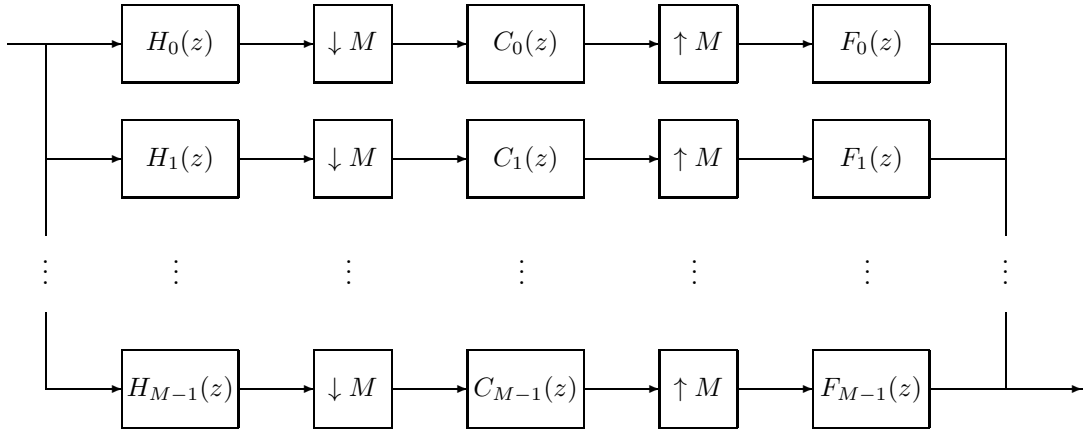 H_0(z) ↓ M C_0(z) ↑ M F_0(z)
H_1(z) ↓ M C_1(z) ↑ M F_1(z)
⋮ ⋮ ⋮ ⋮ ⋮ ⋮ ⋮
H_{M−1}(z) ↓ M C_{M−1}(z) ↑ M F_{M−1}(z)